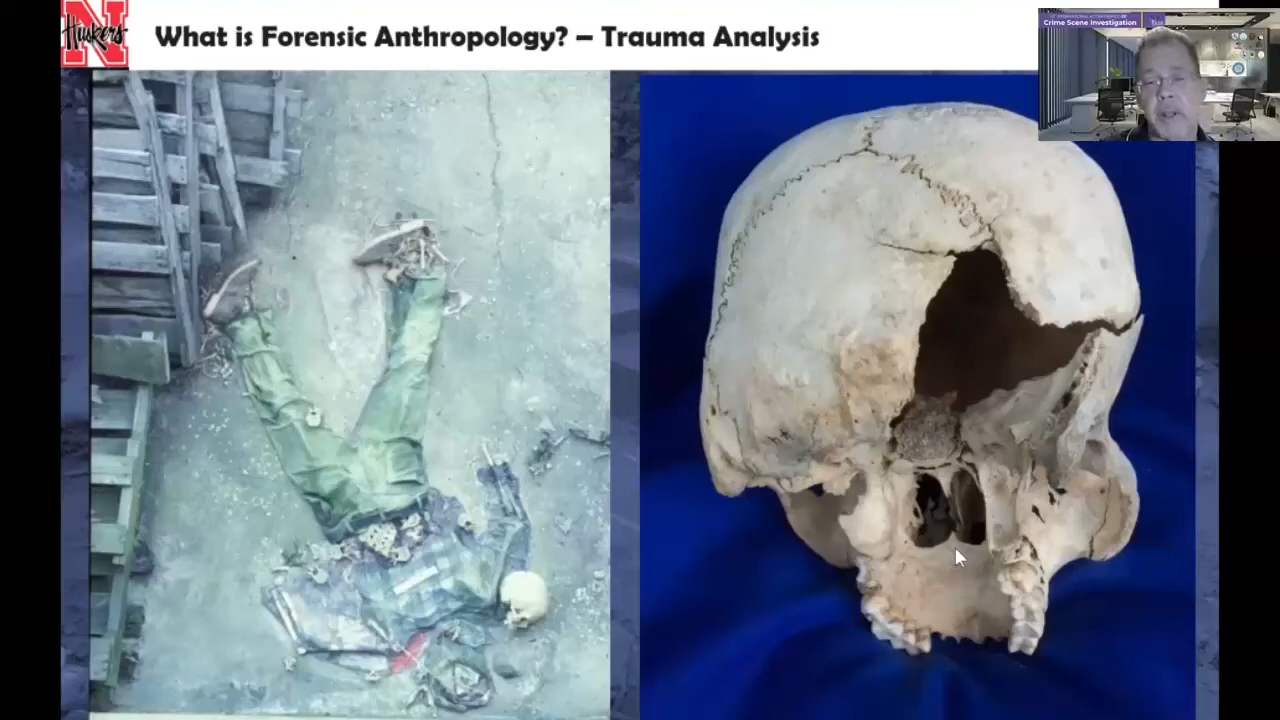 Huskers
N
What is Forensic Anthropology? – Trauma Analysis
Crime Scene Investigation